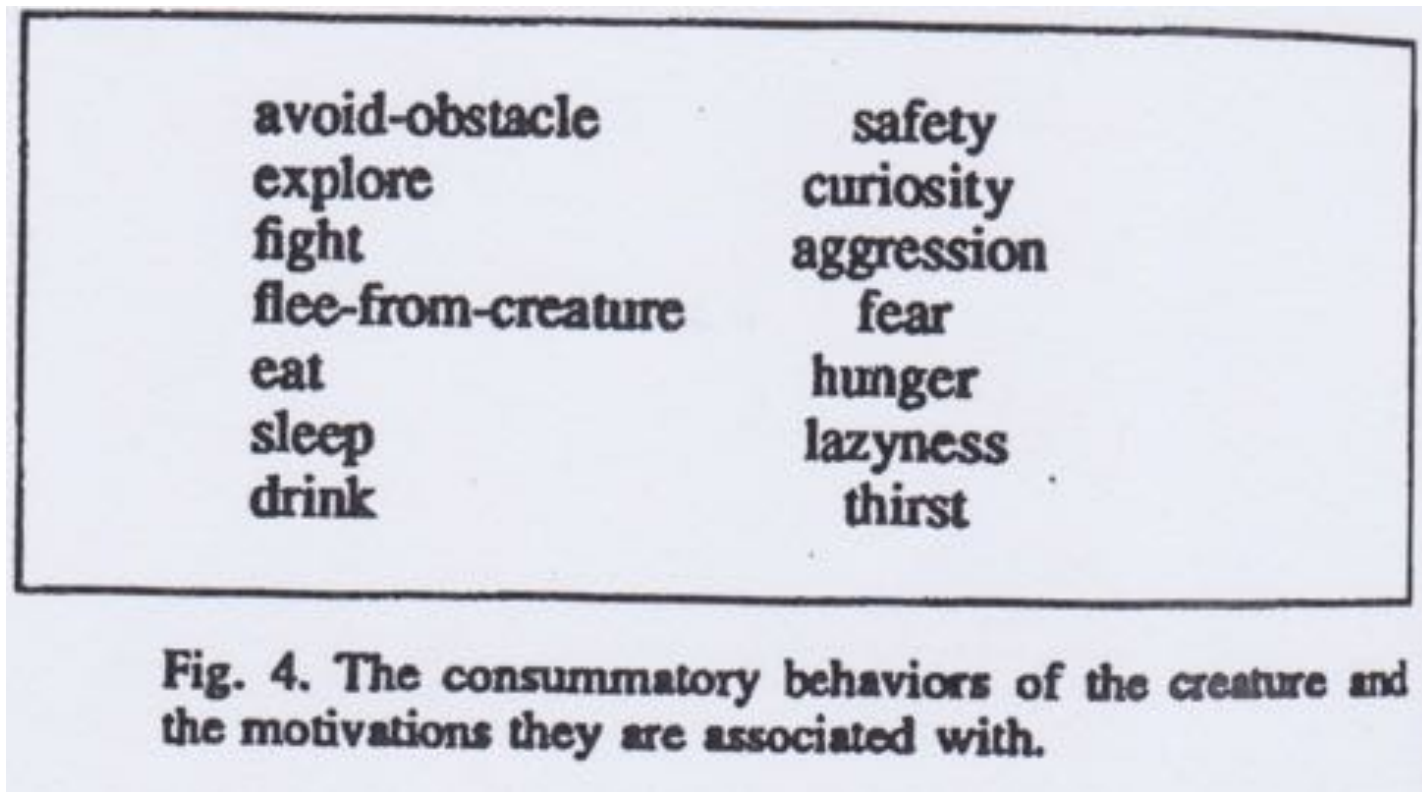 avoid-obstacle safety
explore curiosity
fight aggression
flee-from-creature fear
eat hunger
sleep lazyness
drink thirst
Fig. 4. The consummatory behaviors of the creature and
the motivations they are associated with.